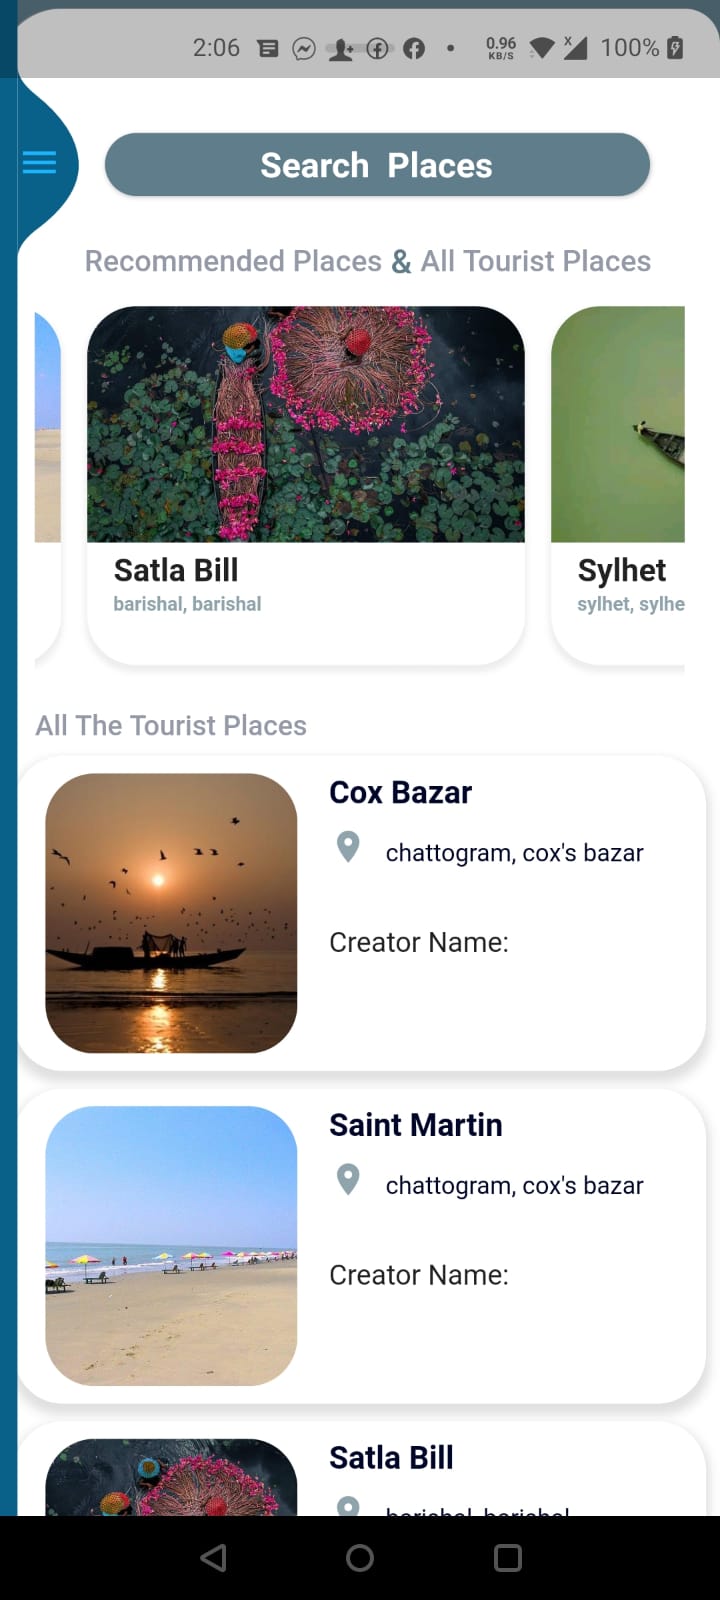 2:06 0.96 KB/S 100%
Search Places
Recommended Places & All Tourist Places
Satla Bill
barishal, barishal
Sylhet
sylhet, sylhe
All The Tourist Places
Cox Bazar
chattogram, cox's bazar
Creator Name:
Saint Martin
chattogram, cox's bazar
Creator Name:
Satla Bill
barishal, barishal